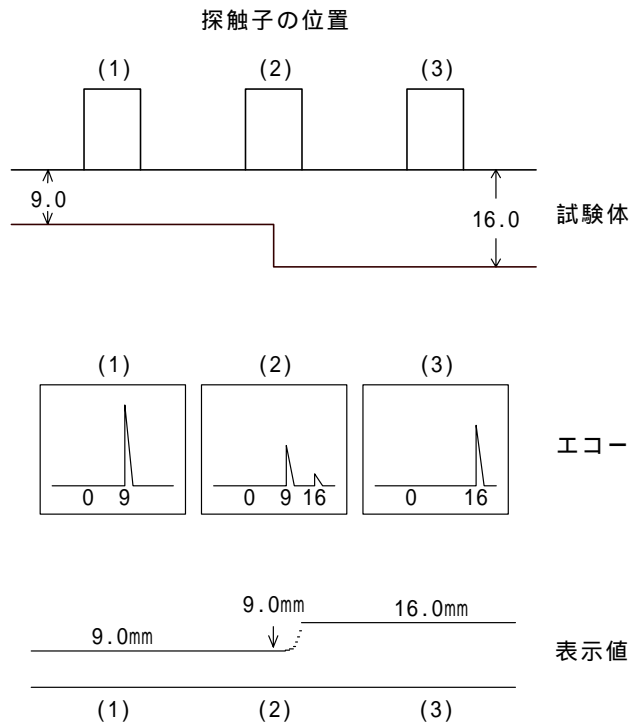 探触子の位置
(1) (2) (3)
9.0
16.0
試験体
(1) (2) (3)
エコー
0 9
0 9 16
0 16
9.0mm
9.0mm
16.0mm
表示値
(1) (2) (3)